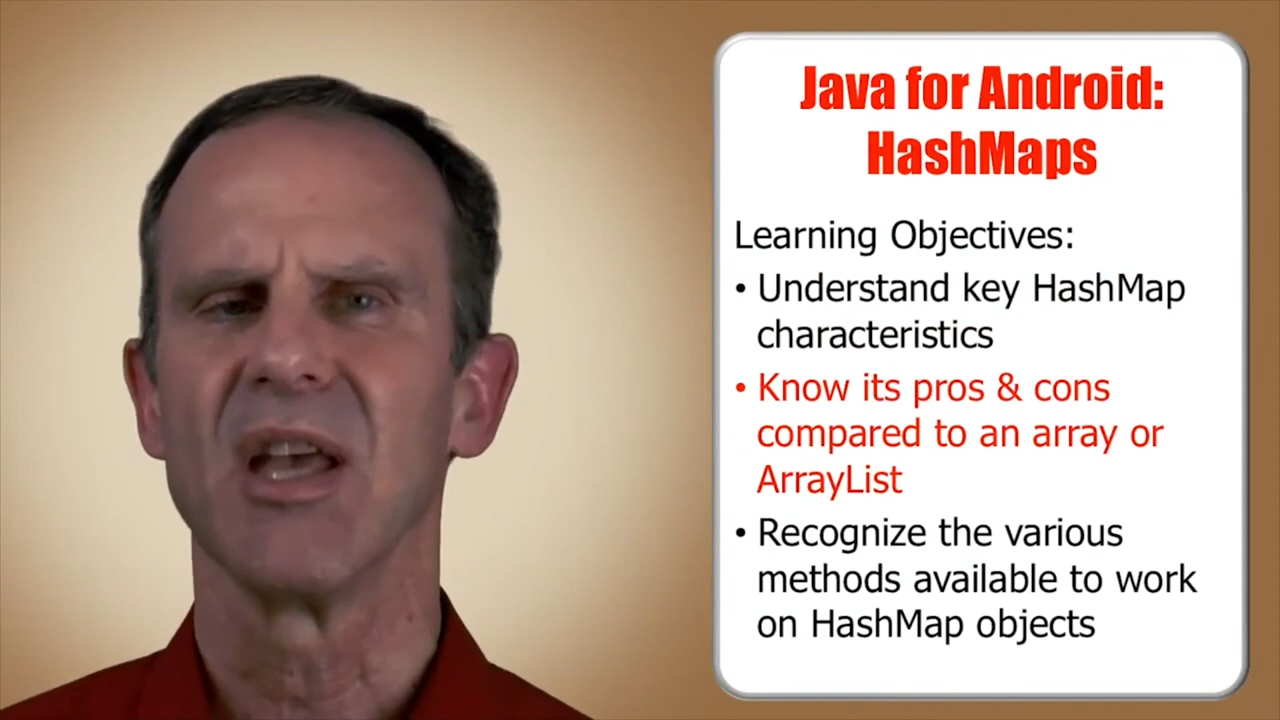 Java for Android:
HashMaps
Learning Objectives:
• Understand key HashMap
characteristics
• Know its pros & cons
compared to an array or
ArrayList
• Recognize the various
methods available to work
on HashMap objects